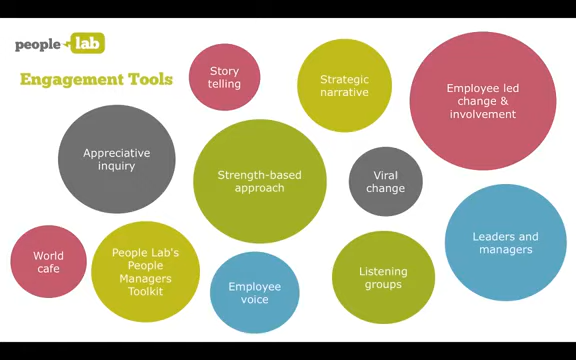 people lab
Engagement Tools
Story
telling
Strategic
narrative
Employee led
change &
involvement
Appreciative
inquiry
Strength-based
approach
Viral
change
Leaders and
managers
World
cafe
People Lab's
People
Managers
Toolkit
Employee
voice
Listening
groups